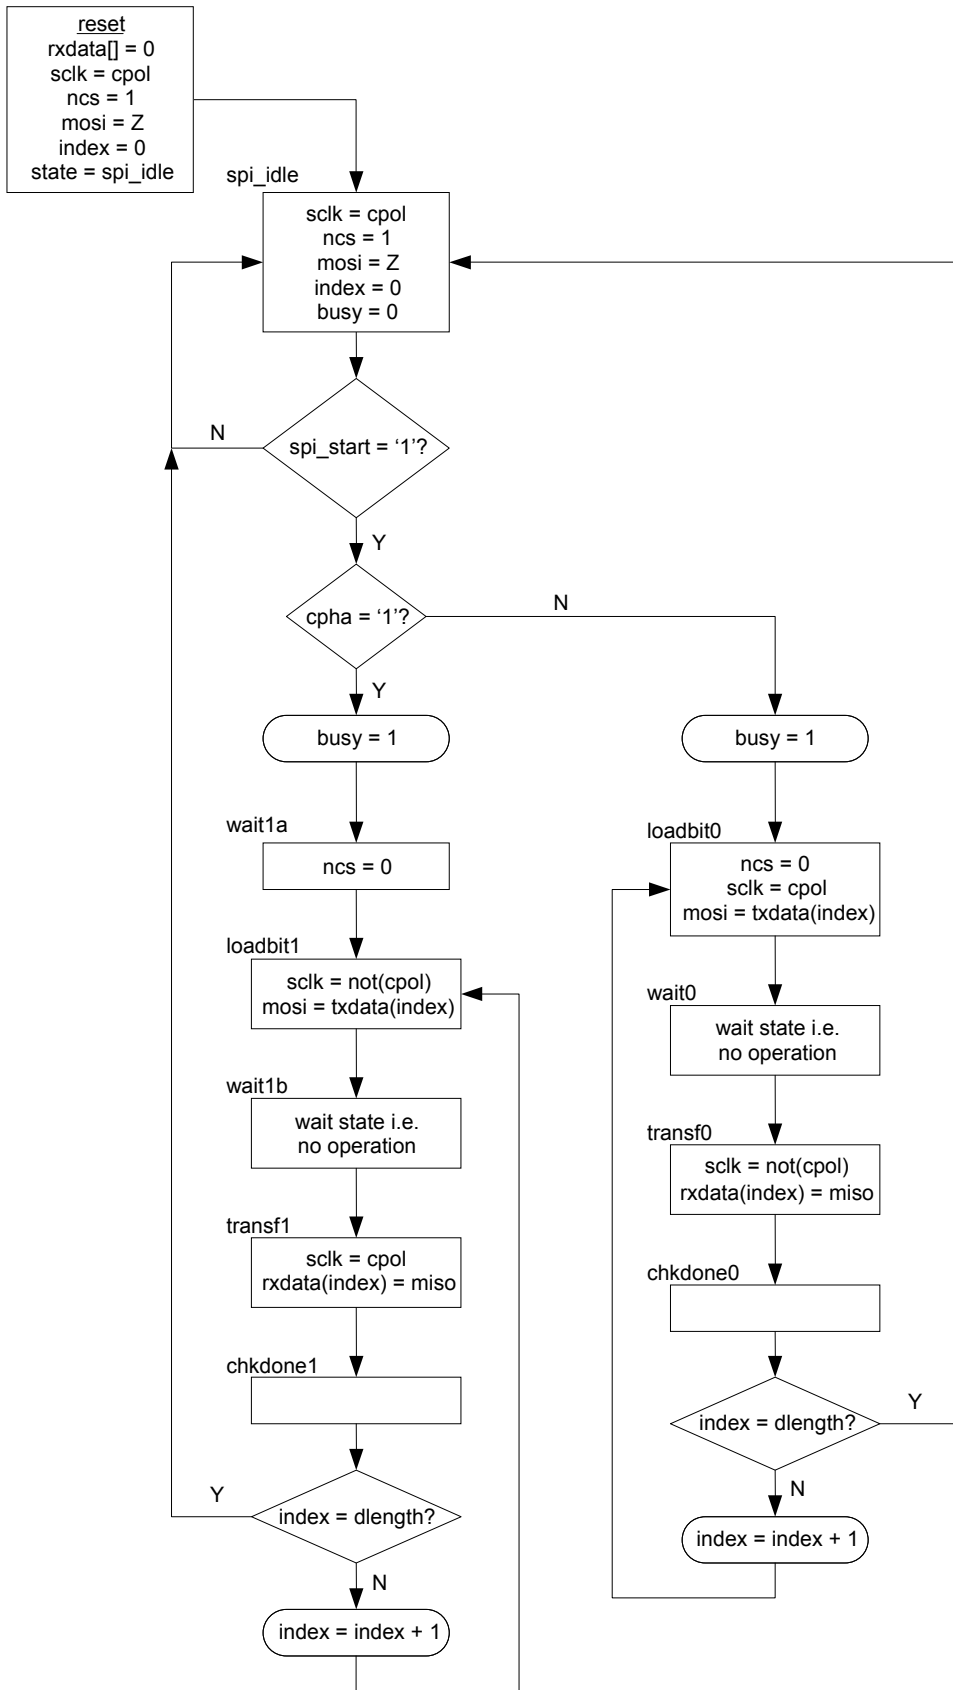 reset
rxdata[] = 0
sclk = cpol
ncs = 1
mosi = Z
index = 0
state = spi_idle
spi_idle
sclk = cpol
ncs = 1
mosi = Z
index = 0
busy = 0
N
spi_start = ‘1’?
Y
cpha = ‘1’?
N
Y
busy = 1
busy = 1
wait1a
ncs = 0
loadbit0
ncs = 0
sclk = cpol
mosi = txdata(index)
loadbit1
sclk = not(cpol)
mosi = txdata(index)
wait0
wait state i.e.
no operation
wait1b
wait state i.e.
no operation
transf0
sclk = not(cpol)
rxdata(index) = miso
transf1
sclk = cpol
rxdata(index) = miso
chkdone0
chkdone1
index = dlength?
Y
N
Y
index = dlength?
index = index + 1
N
index = index + 1